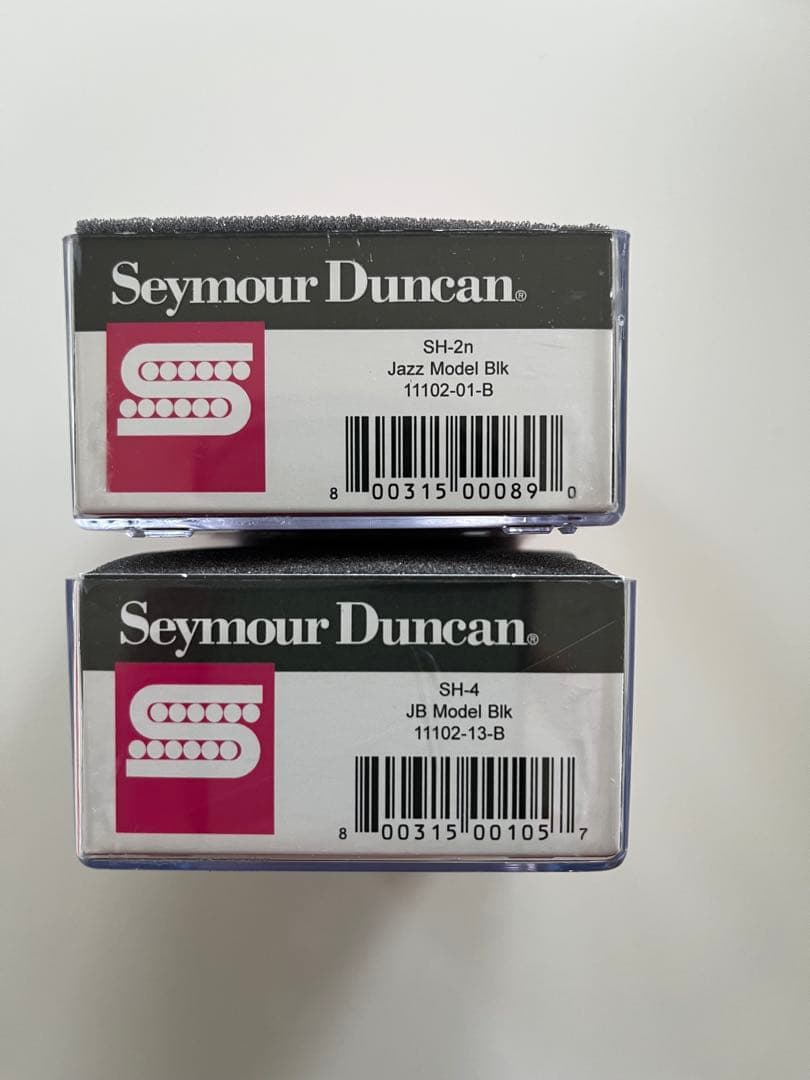 Seymour Duncan®
SH-2n
Jazz Model Blk
11102-01-B
8 00315 00089 0
Seymour Duncan®
SH-4
JB Model Blk
11102-13-B
8 00315 00105 7